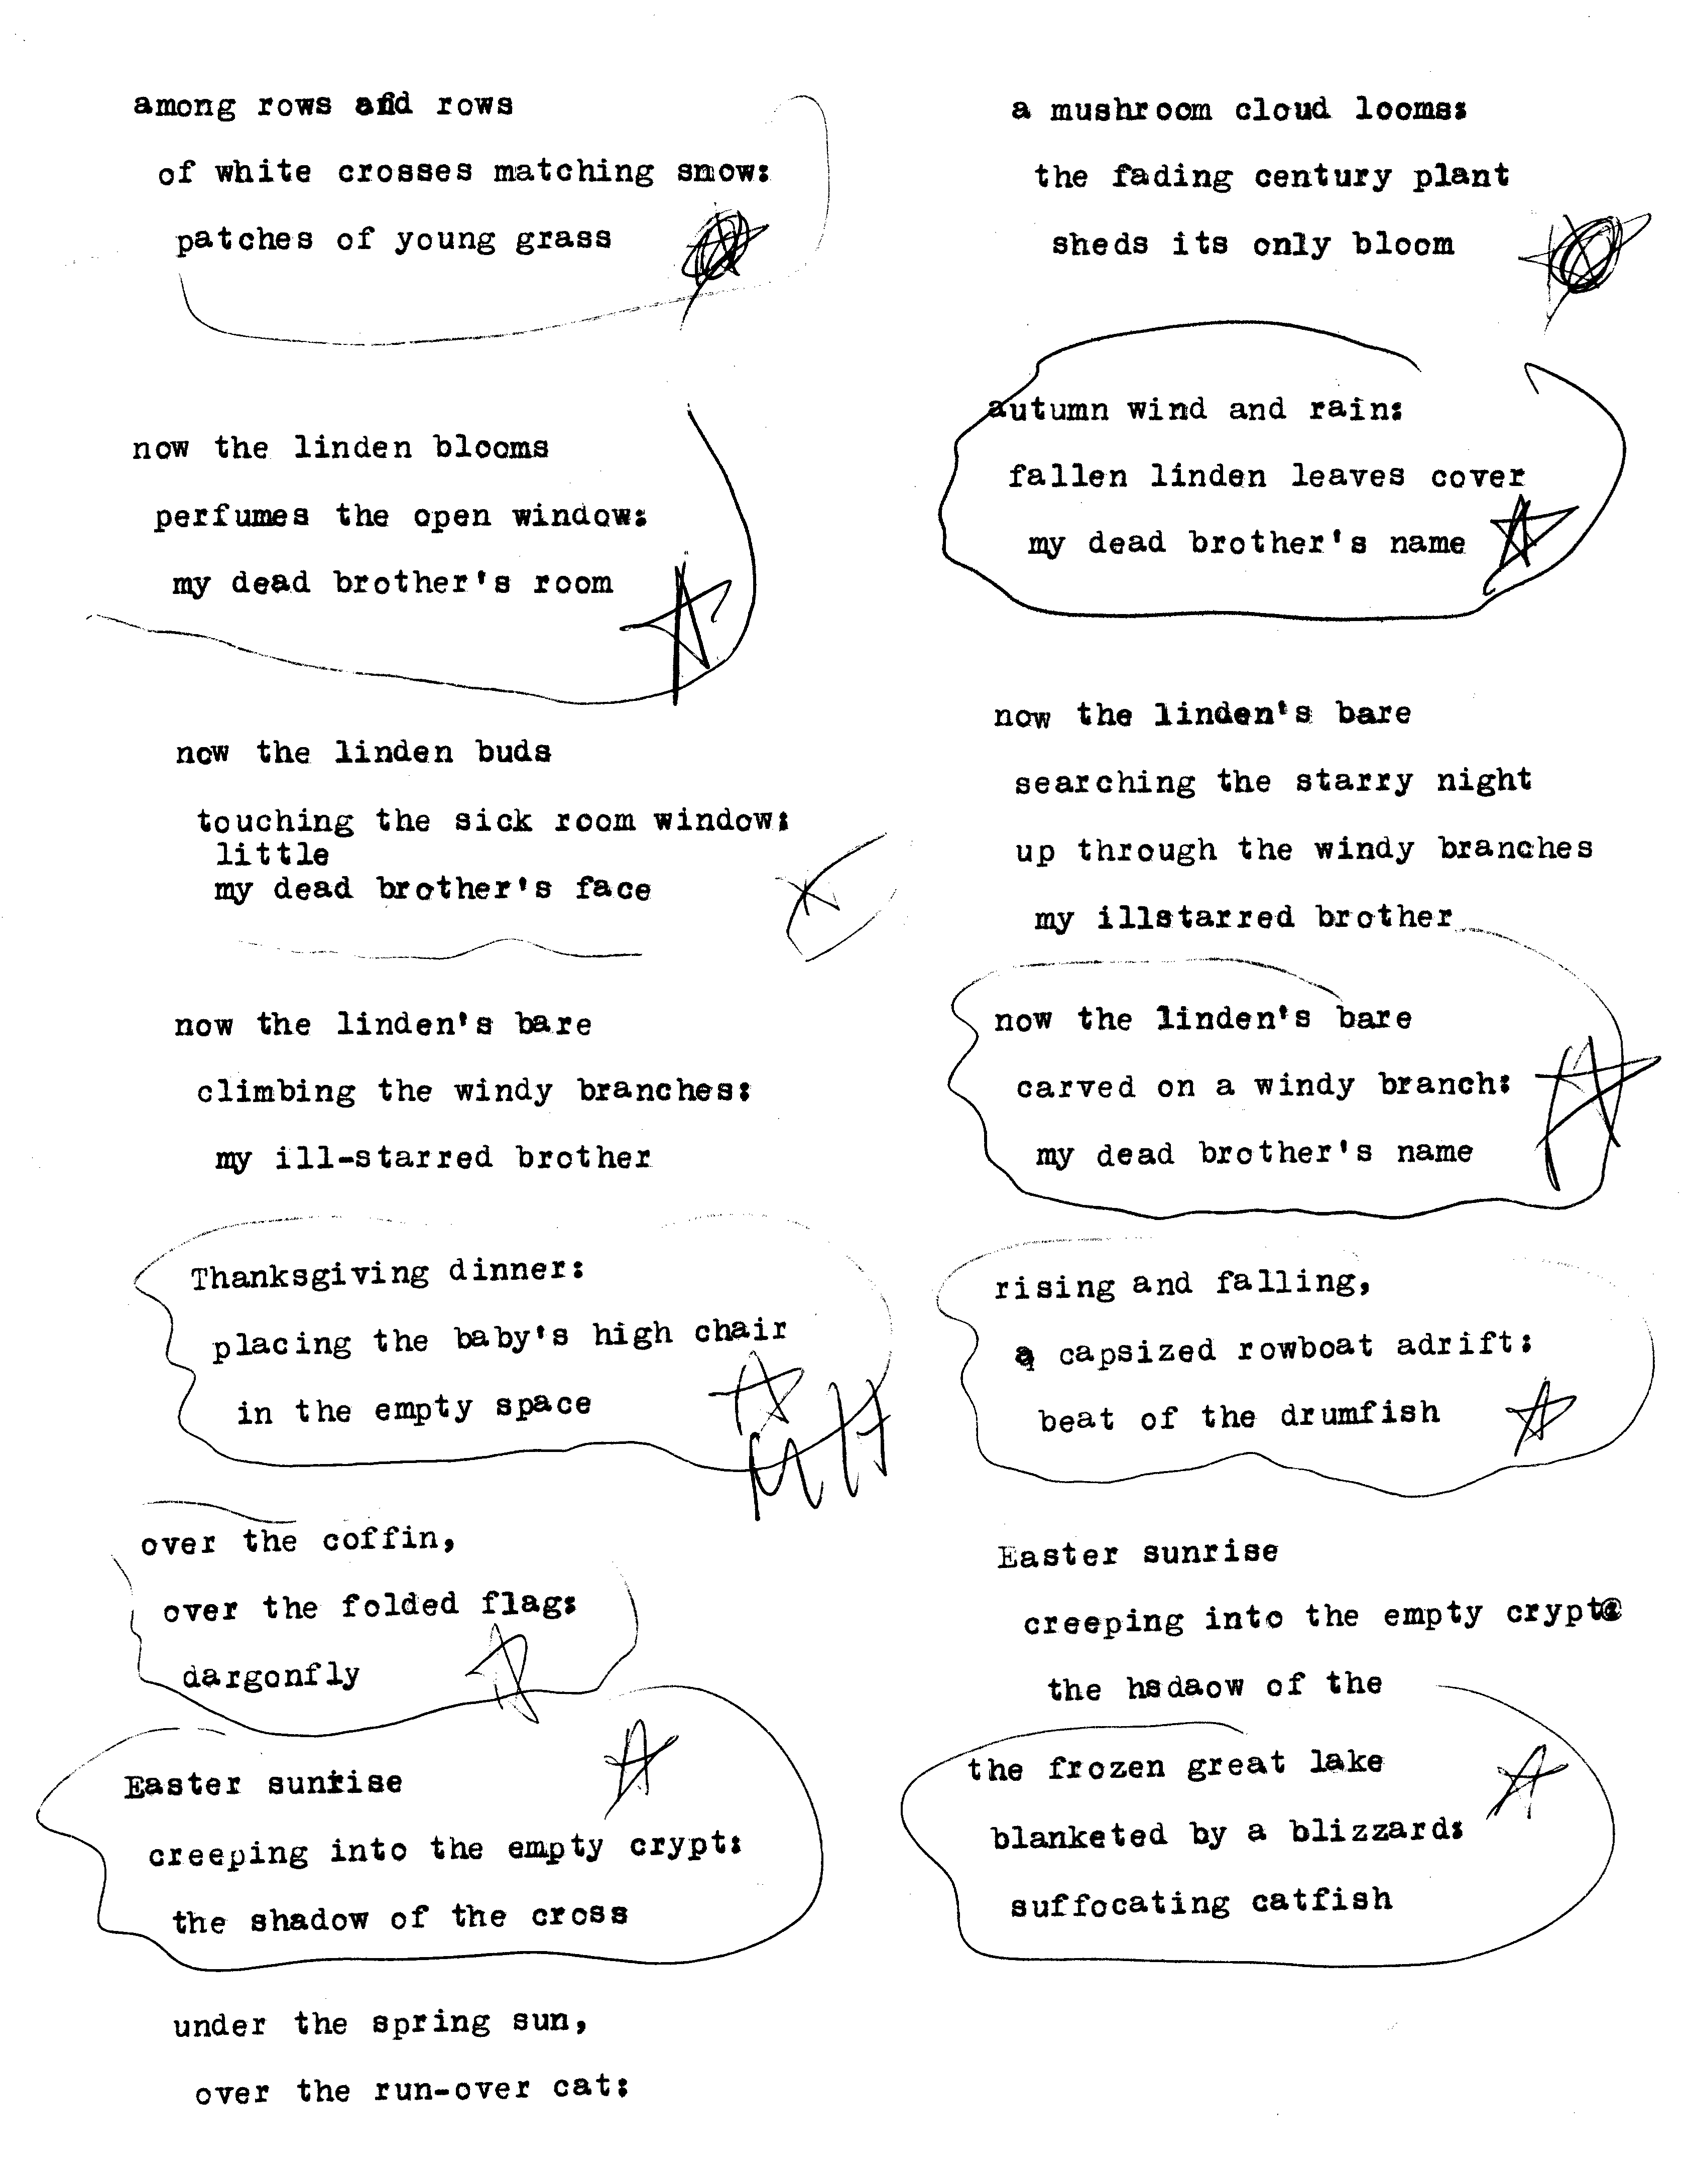 among rows and rows
of white crosses matching snow:
patches of young grass
now the linden blooms
perfumes the open window:
my dead brother's room
now the linden buds
touching the sick room window:
little
my dead brother's face
now the linden's bare
climbing the windy branches:
my ill-starred brother
Thanksgiving dinner:
placing the baby's high chair
in the empty space
MH
over the coffin,
over the folded flag:
dargonfly
Easter sunrise
creeping into the empty crypt:
the shadow of the cross
under the spring sun,
over the run-over cat:
a mushroom cloud looms:
the fading century plant
sheds its only bloom
autumn wind and rain:
fallen linden leaves cover
my dead brother's name
now the linden's bare
searching the starry night
up through the windy branches
my illstarred brother
now the linden's bare
carved on a windy branch:
my dead brother's name
rising and falling,
a capsized rowboat adrift:
beat of the drumfish
Easter sunrise
creeping into the empty crypt
the hsdaow of the
the frozen great lake
blanketed by a blizzard:
suffocating catfish